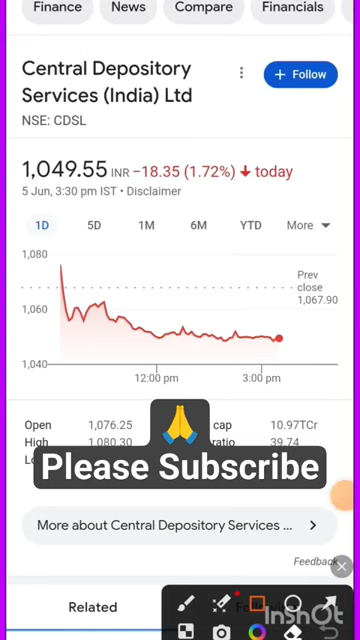 Finance News Compare Financials
Central Depository
Services (India) Ltd
+ Follow
NSE: CDSL
1,049.55 INR −18.35 (1.72%) today
5 Jun, 3:30 pm IST • Disclaimer
1D 5D 1M 6M YTD More
1,080
Prev
close
1,067.90
1,060
1,040
12:00 pm 3:00 pm
Open 1,076.25 cap 10.97TCr
High 1,080.30 ratio 39.74
Please Subscribe
More about Central Depository Services ...
Feedback
Related
InShOt